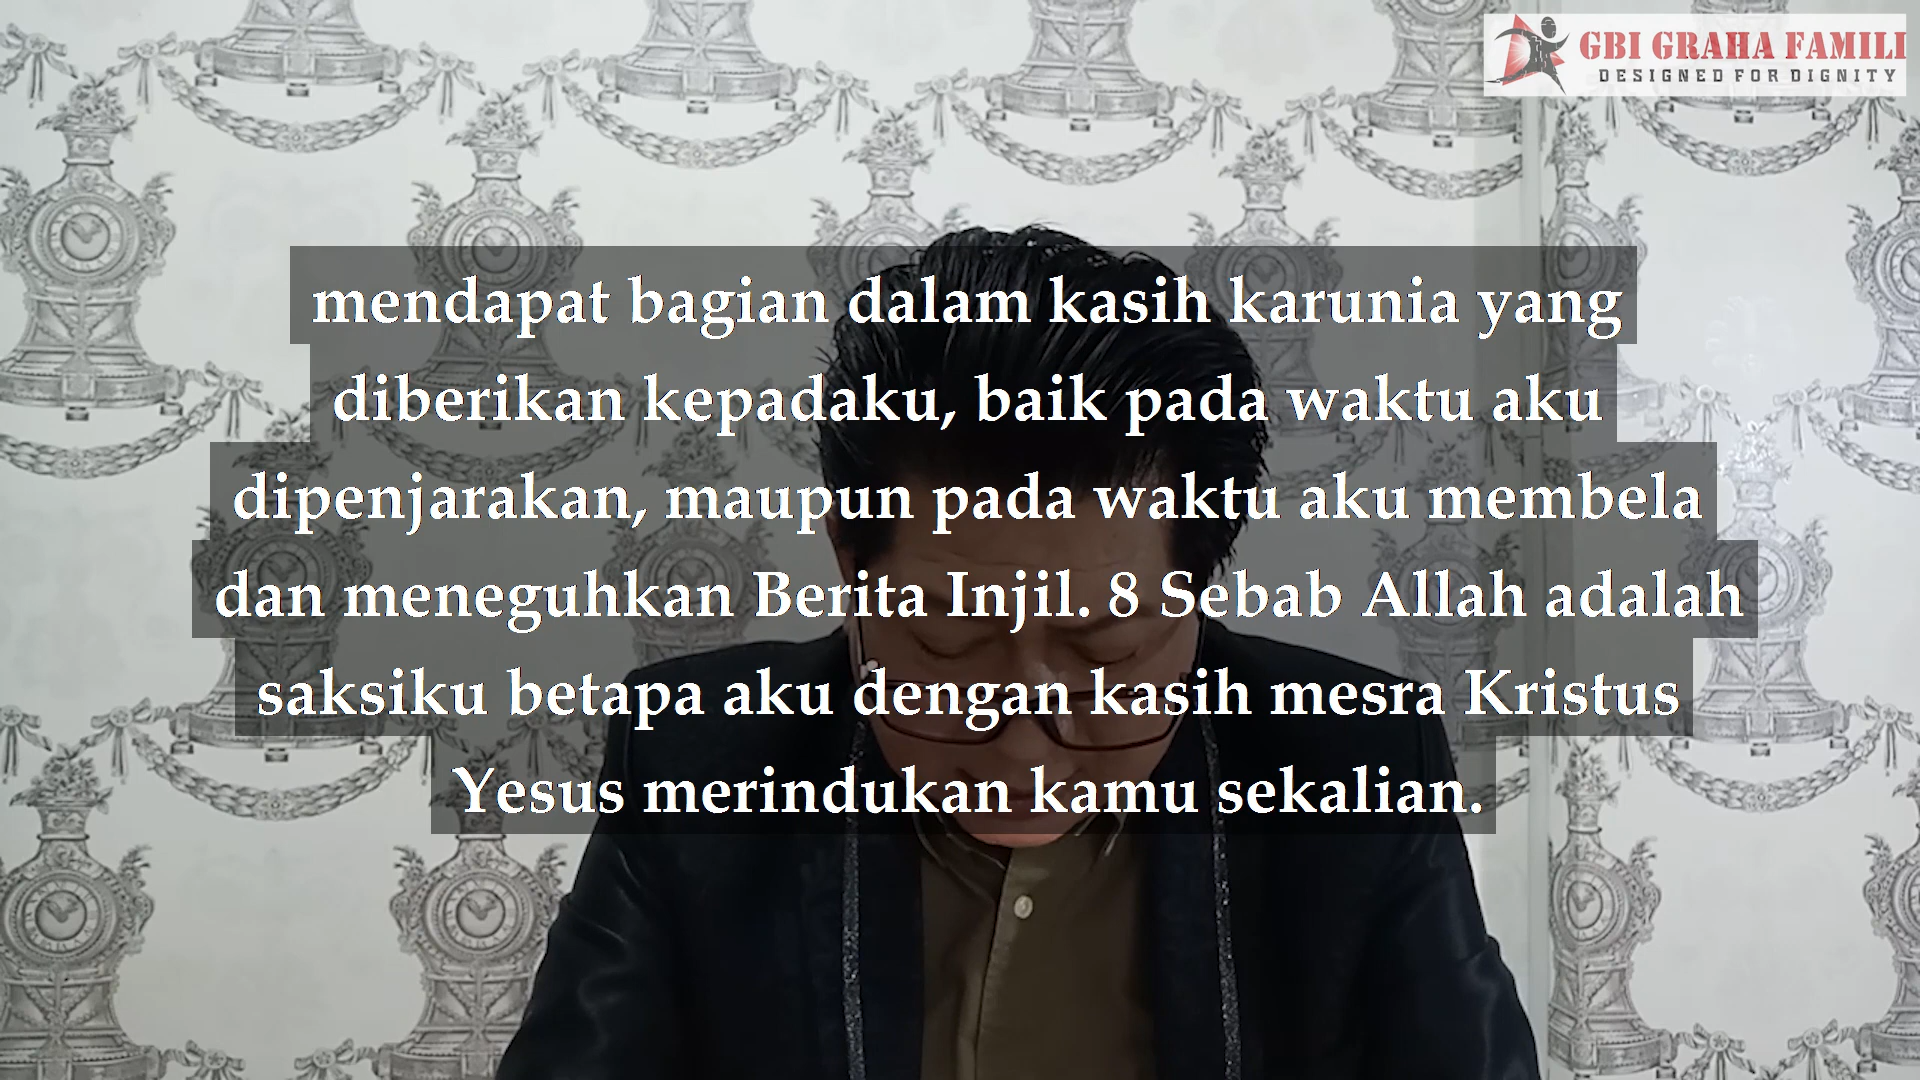 GBI GRAHA FAMILI
DESIGNED FOR DIGNITY
mendapat bagian dalam kasih karunia yang
diberikan kepadaku, baik pada waktu aku
dipenjarakan, maupun pada waktu aku membela
dan meneguhkan Berita Injil. 8 Sebab Allah adalah
saksiku betapa aku dengan kasih mesra Kristus
Yesus merindukan kamu sekalian.